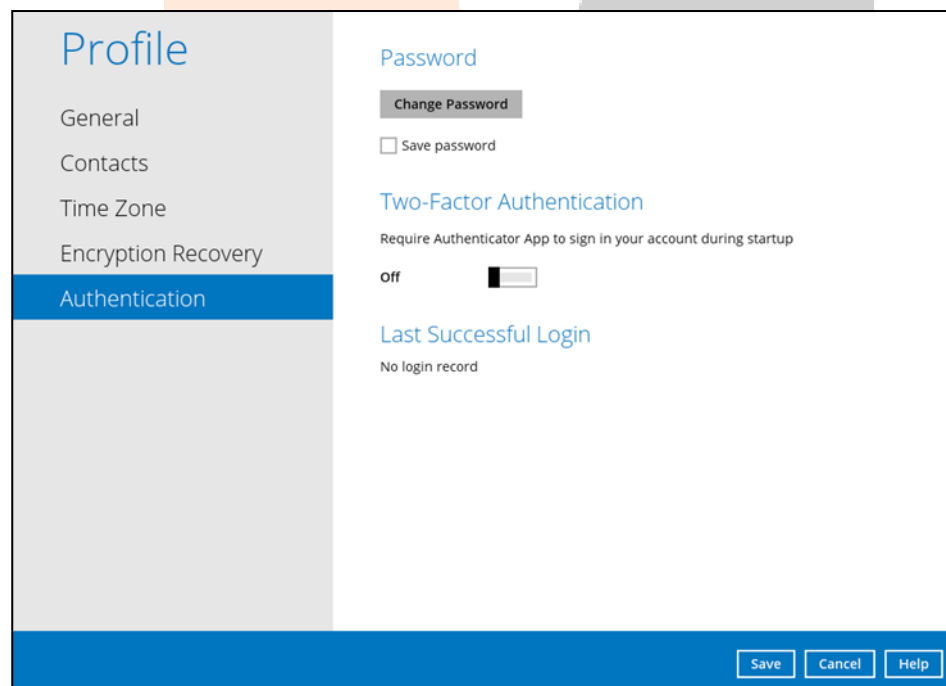 Profile
General
Contacts
Time Zone
Encryption Recovery
Authentication
Password
Change Password
Save password
Two-Factor Authentication
Require Authenticator App to sign in your account during startup
Off
Last Successful Login
No login record
Save
Cancel
Help